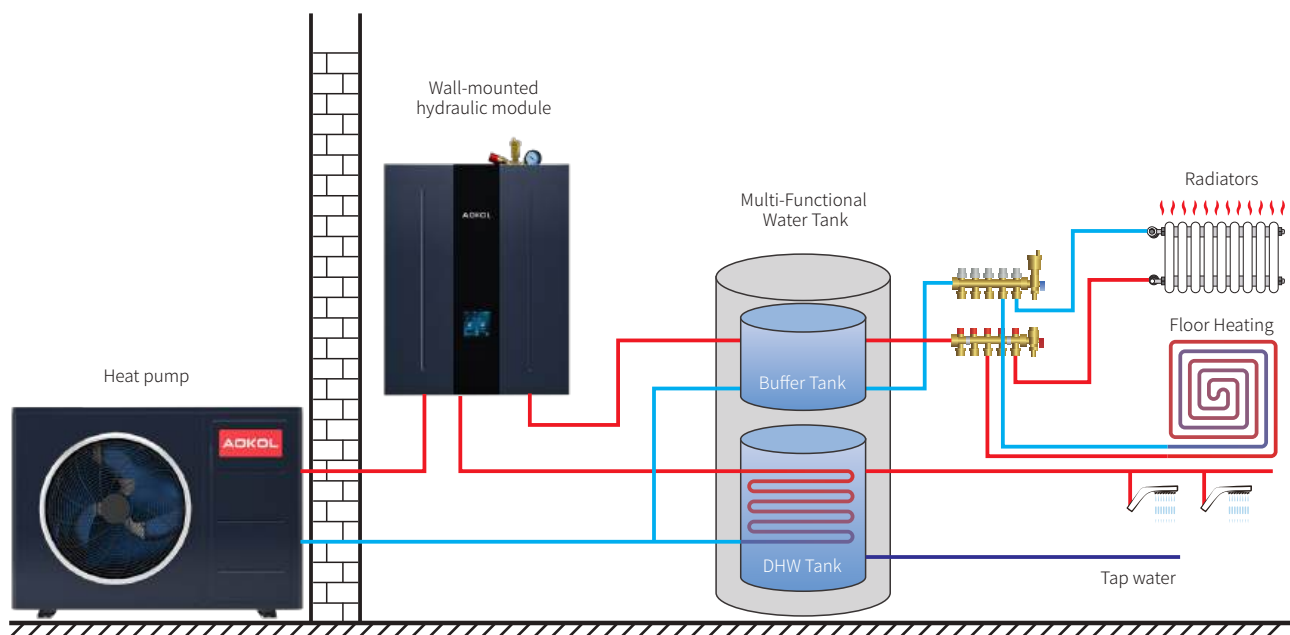 Wall-mounted
hydraulic module
AOKOL
Multi-Functional
Water Tank
Radiators
Floor Heating
Heat pump
AOKOL
Buffer Tank
DHW Tank
Tap water